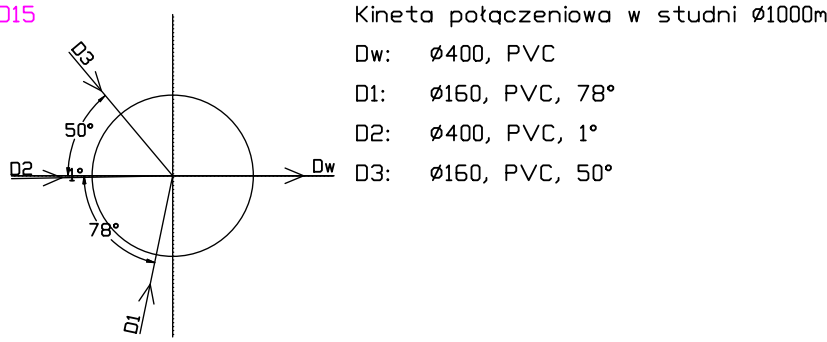 D15
Kineta połączeniowa w studni Ø1000m
Dw: Ø400, PVC
D1: Ø160, PVC, 78°
D2: Ø400, PVC, 1°
D3: Ø160, PVC, 50°
D3
50°
D2
1°
Dw
78°
D1